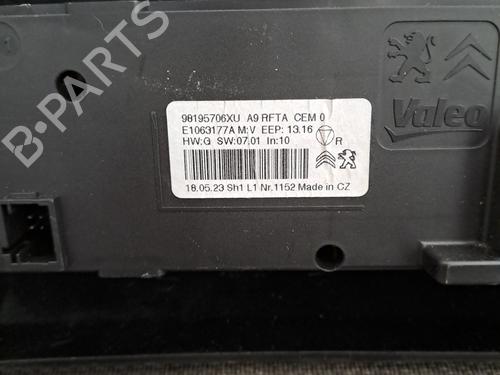 B-PARTS
Valeo
98195706XU A9 RFTA CEM 0
E1063177A M:V EEP: 13.16
HW:G SW:07.01 In:10
R
18.05.23 Sh1 L1 Nr.1152 Made in CZ